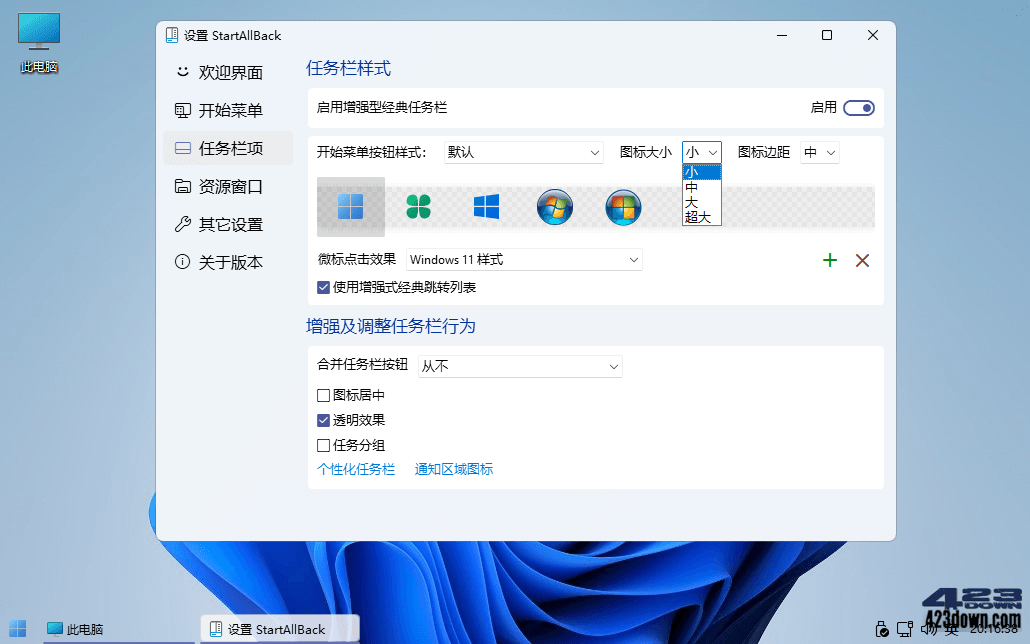 此电脑
设置 StartAllBack
欢迎界面
开始菜单
任务栏项
资源窗口
其它设置
关于版本
任务栏样式
启用增强型经典任务栏 启用
开始菜单按钮样式: 默认 图标大小 小 图标边距 中
小
中
大
超大
微标点击效果 Windows 11 样式
使用增强式经典跳转列表
增强及调整任务栏行为
合并任务栏按钮 从不
图标居中
透明效果
任务分组
个性化任务栏 通知区域图标
423
DOWN
423down.com
此电脑 设置 StartAllBack 英 20:16:38